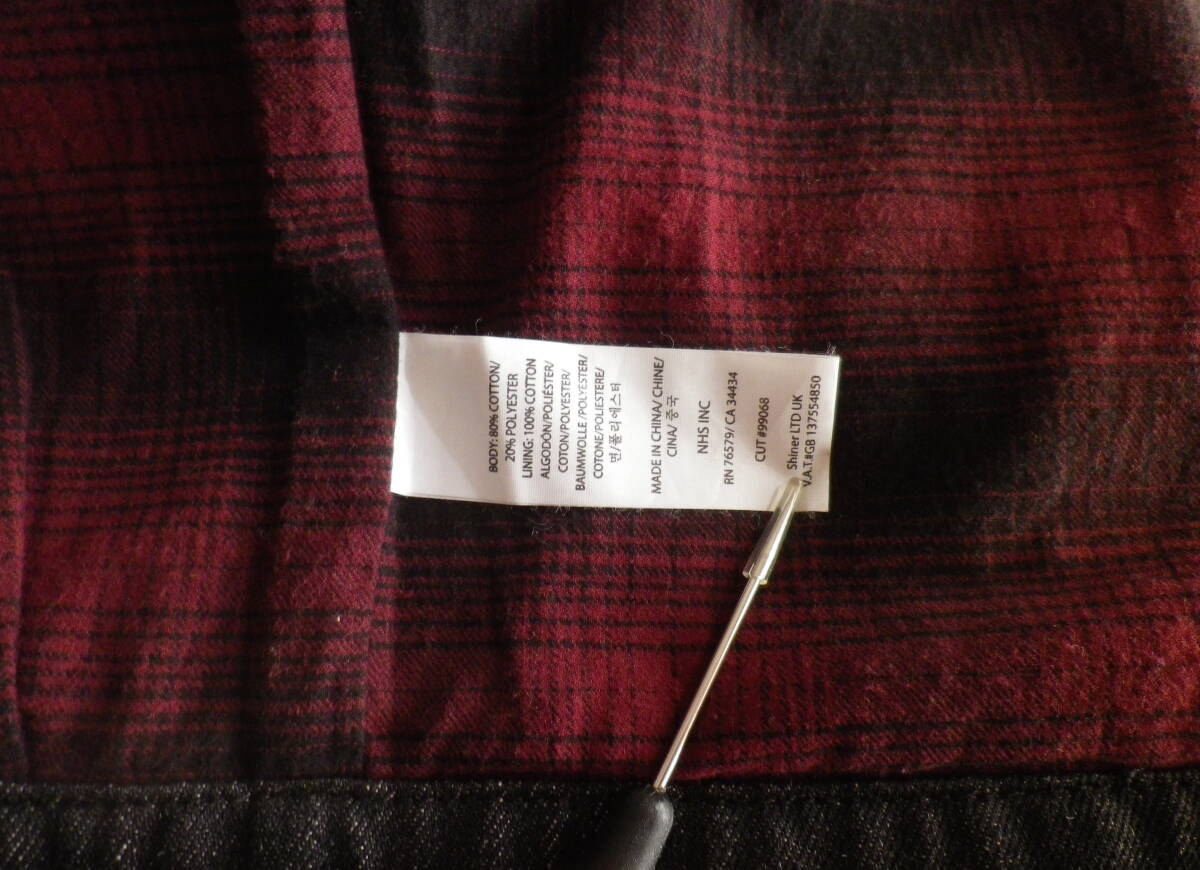 BODY: 80% COTTON/
20% POLYESTER
LINING: 100% COTTON
ALGODÓN/POLIÉSTER/
COTON/POLYESTER/
BAUMWOLLE /POLYESTER/
COTONE/POLIESTERE/
면/폴리에스터
MADE IN CHINA/ CHINE/
CINA/ 중국
NHS INC
RN 76579/ CA 34434
CUT #99068
Shiner LTD UK
V.A.T.#GB 137554850